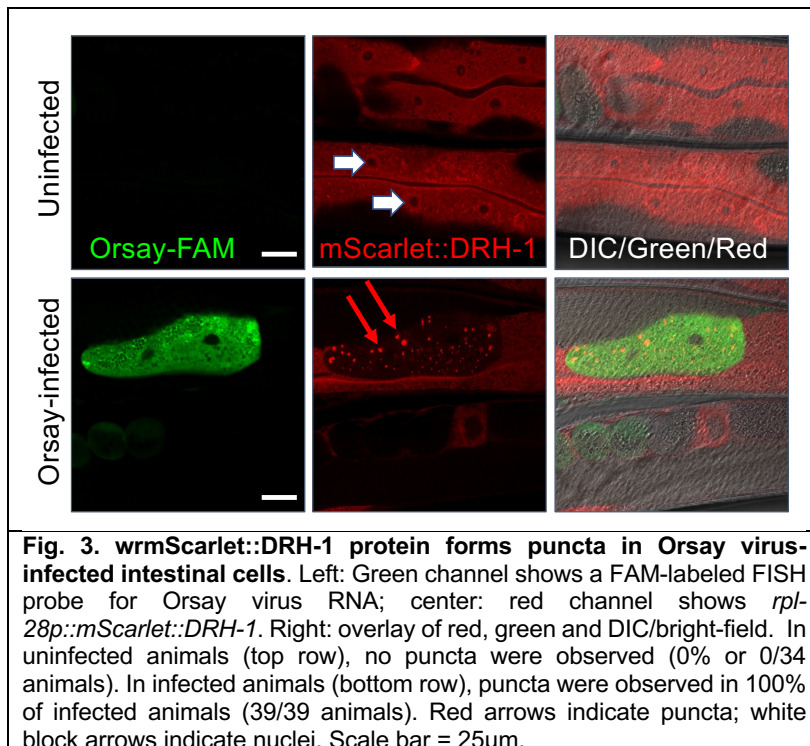 Uninfected
Orsay-FAM
mScarlet::DRH-1
DIC/Green/Red
Orsay-infected
Fig. 3. wrmScarlet::DRH-1 protein forms puncta in Orsay virus-
infected intestinal cells. Left: Green channel shows a FAM-labeled FISH
probe for Orsay virus RNA; center: red channel shows rpl-
28p::mScarlet::DRH-1. Right: overlay of red, green and DIC/bright-field. In
uninfected animals (top row), no puncta were observed (0% or 0/34
animals). In infected animals (bottom row), puncta were observed in 100%
of infected animals (39/39 animals). Red arrows indicate puncta; white
block arrows indicate nuclei. Scale bar = 25µm.